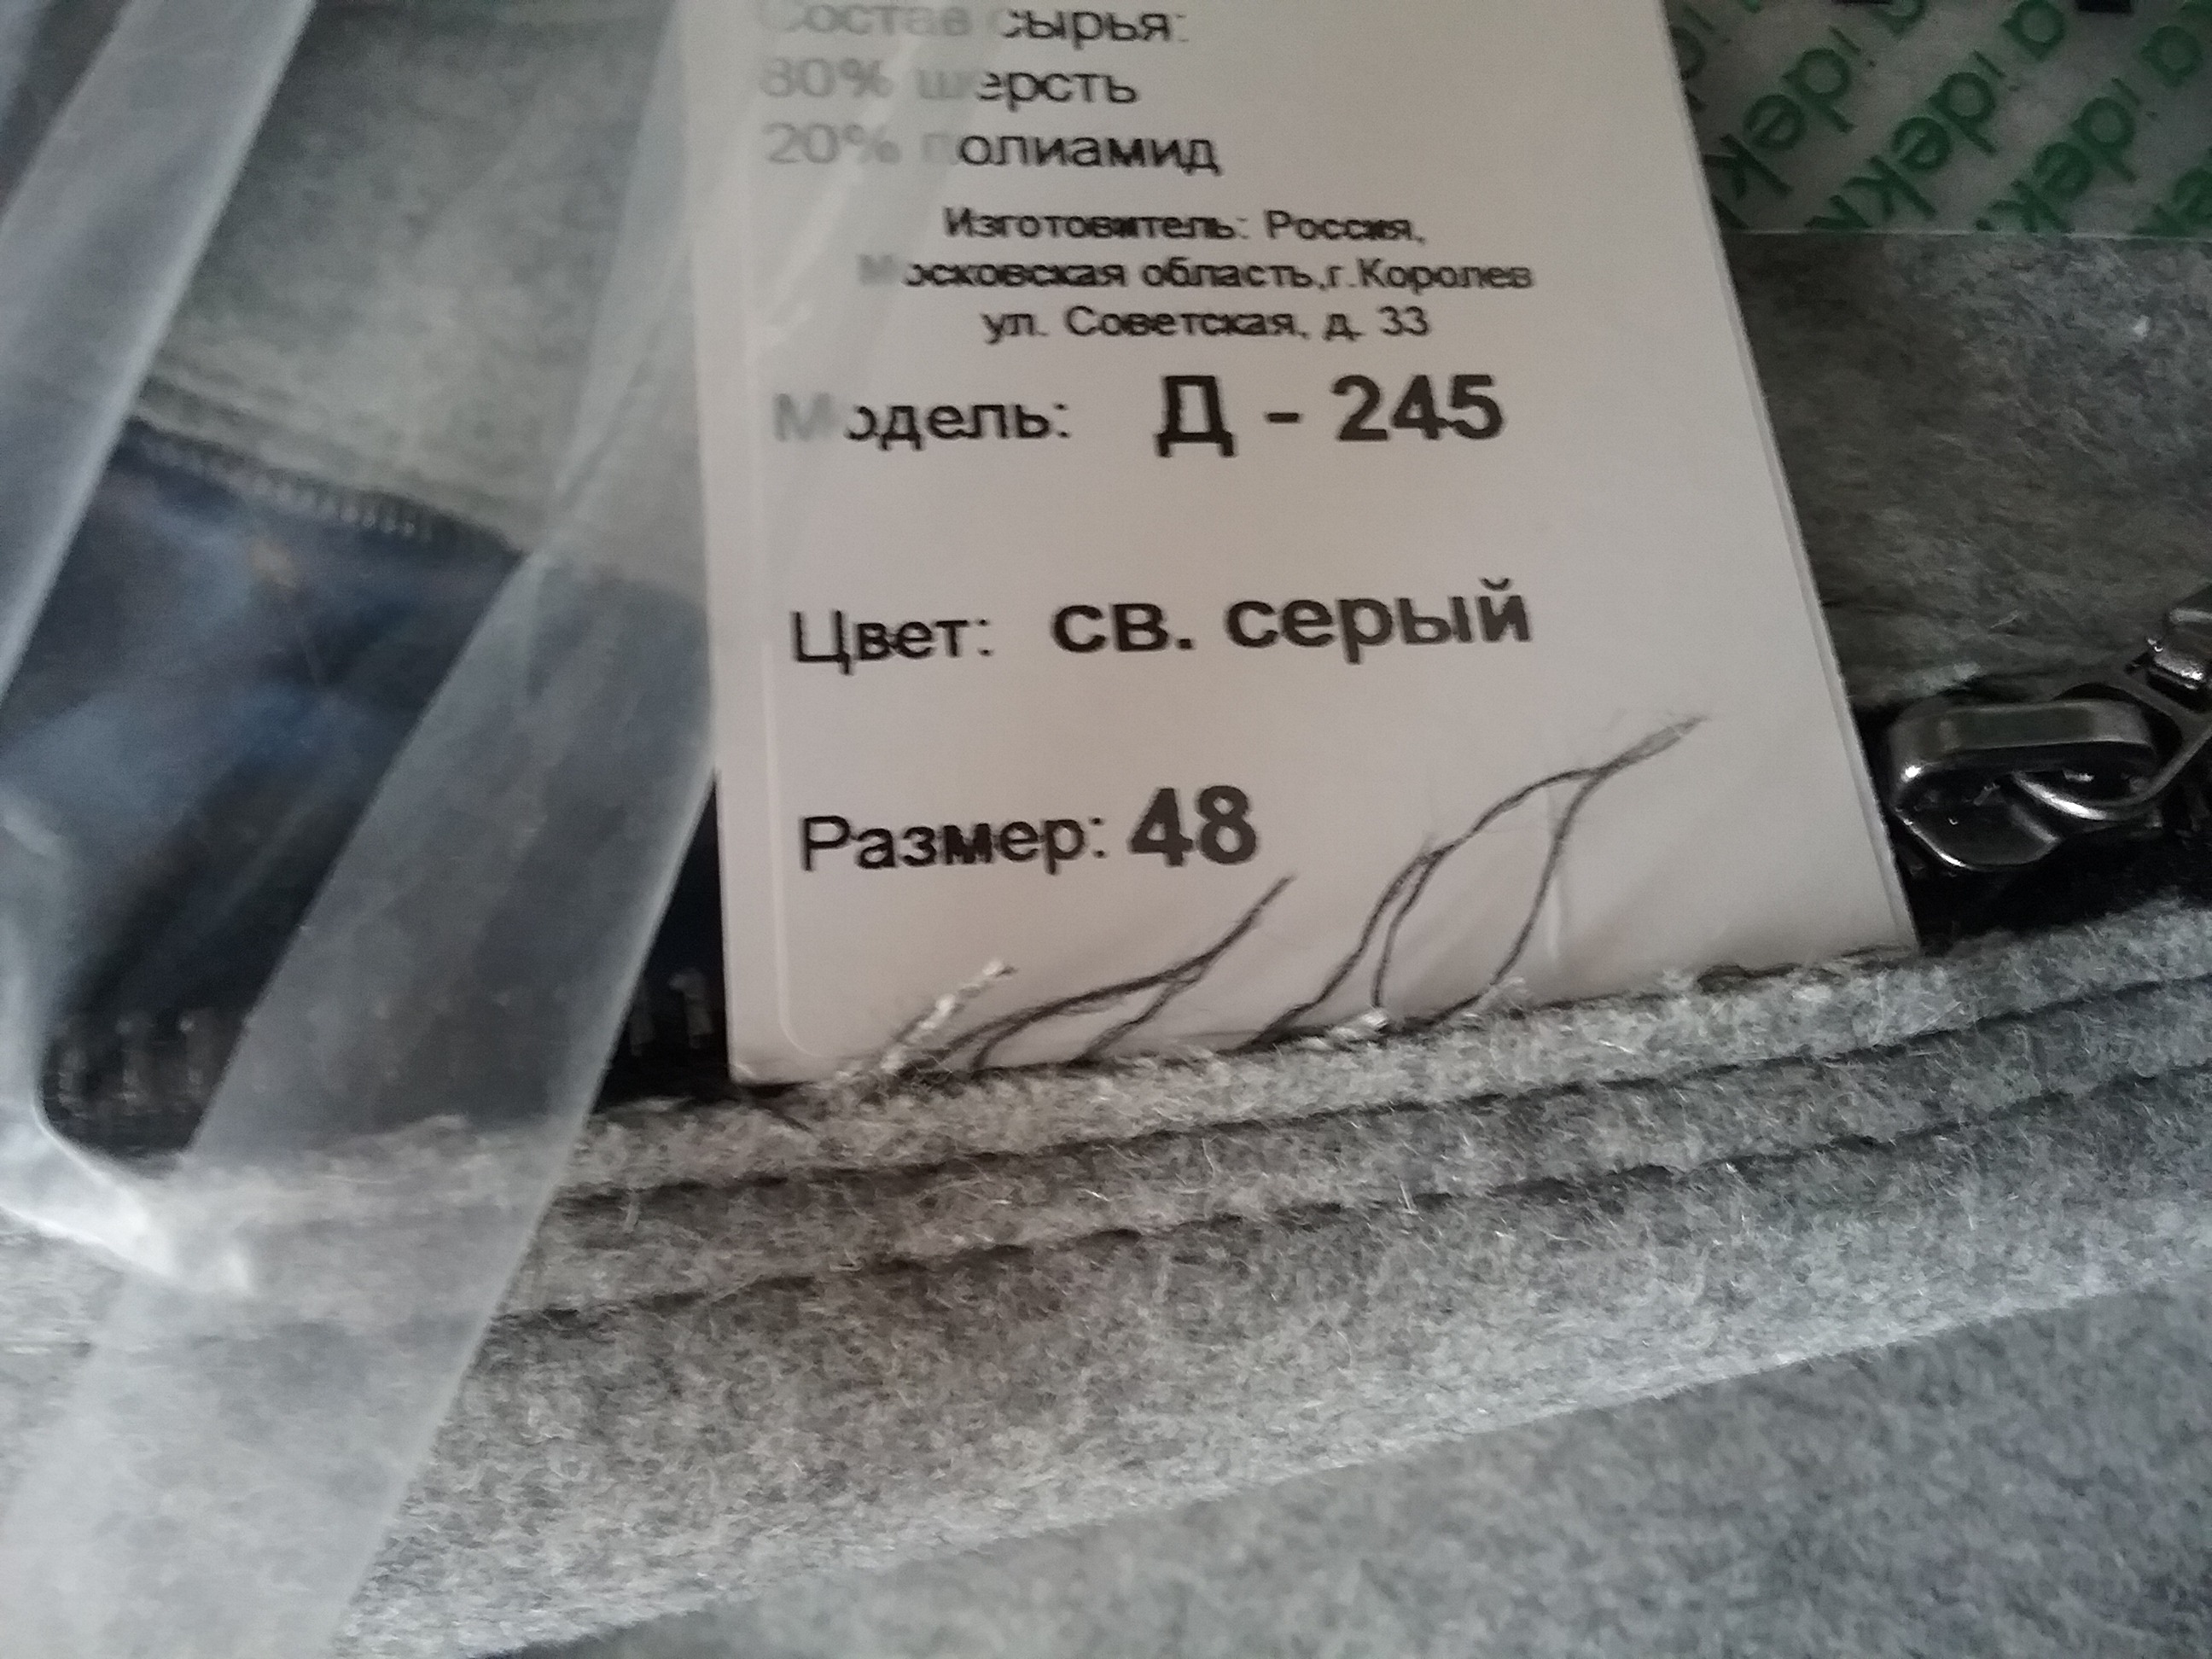 Состав сырья:
80% шерсть
20% полиамид
Изготовитель: Россия,
Московская область,г.Королев
ул. Советская, д. 33
Модель: Д - 245
Цвет: св. серый
Размер: 48